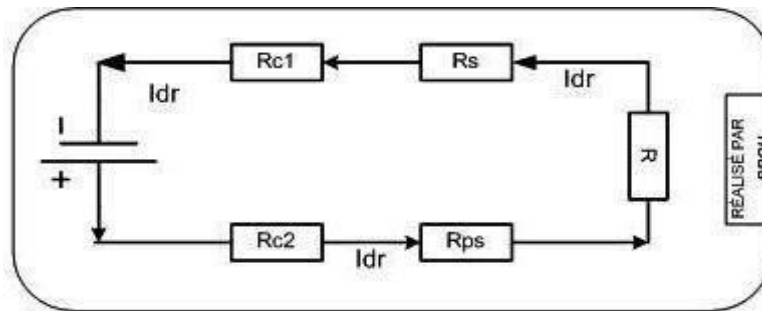 Rc1
Rs
Idr
Idr
−
+
R
Rc2
Rps
Idr
RÉALISÉ PAR